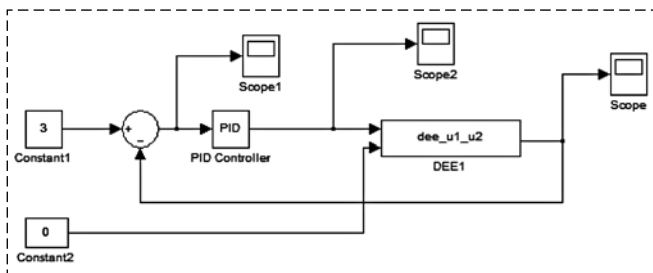 Scope1
Scope2
Scope
3
Constant1
+
−
PID
PID Controller
dee_u1_u2
DEE1
0
Constant2